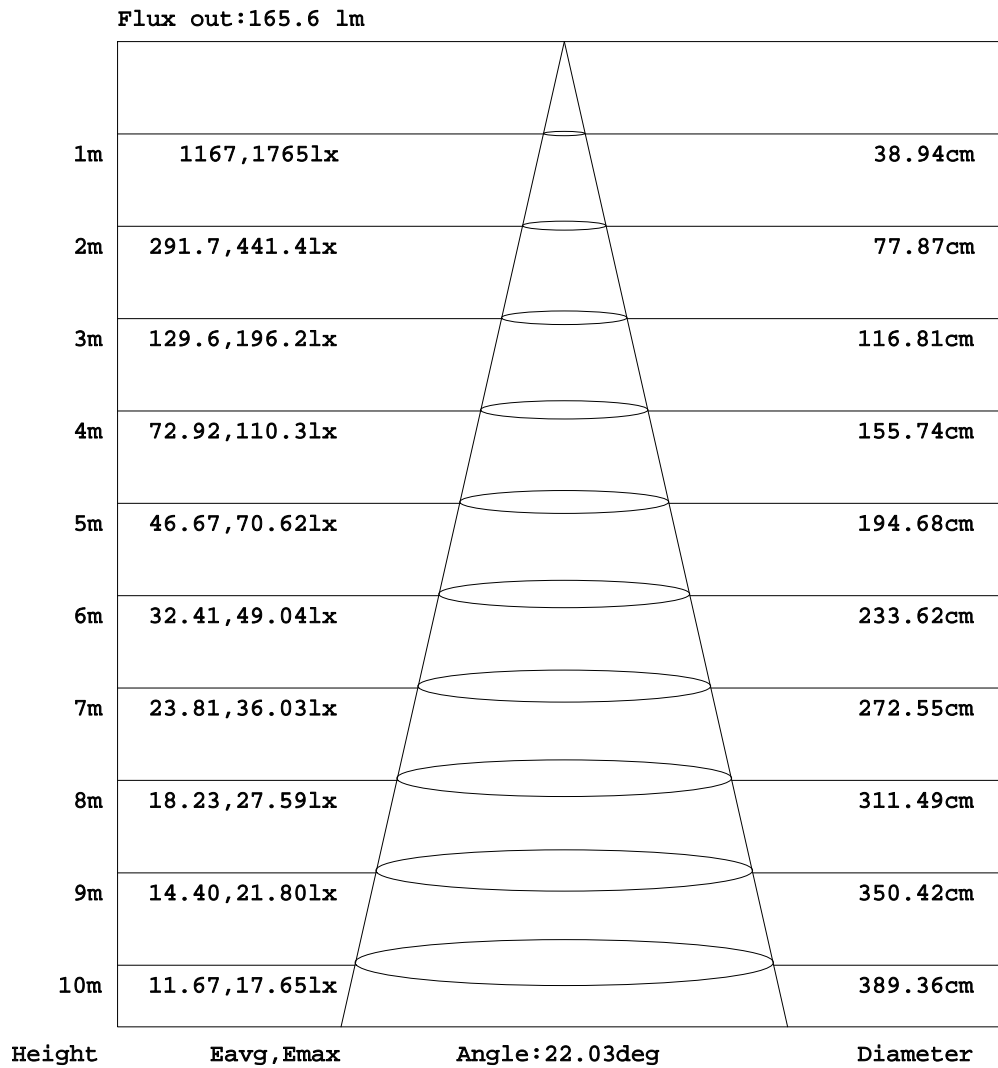 Flux out:165.6 lm
1m 1167,1765lx 38.94cm
2m 291.7,441.4lx 77.87cm
3m 129.6,196.2lx 116.81cm
4m 72.92,110.3lx 155.74cm
5m 46.67,70.62lx 194.68cm
6m 32.41,49.04lx 233.62cm
7m 23.81,36.03lx 272.55cm
8m 18.23,27.59lx 311.49cm
9m 14.40,21.80lx 350.42cm
10m 11.67,17.65lx 389.36cm
Height Eavg,Emax Angle:22.03deg Diameter